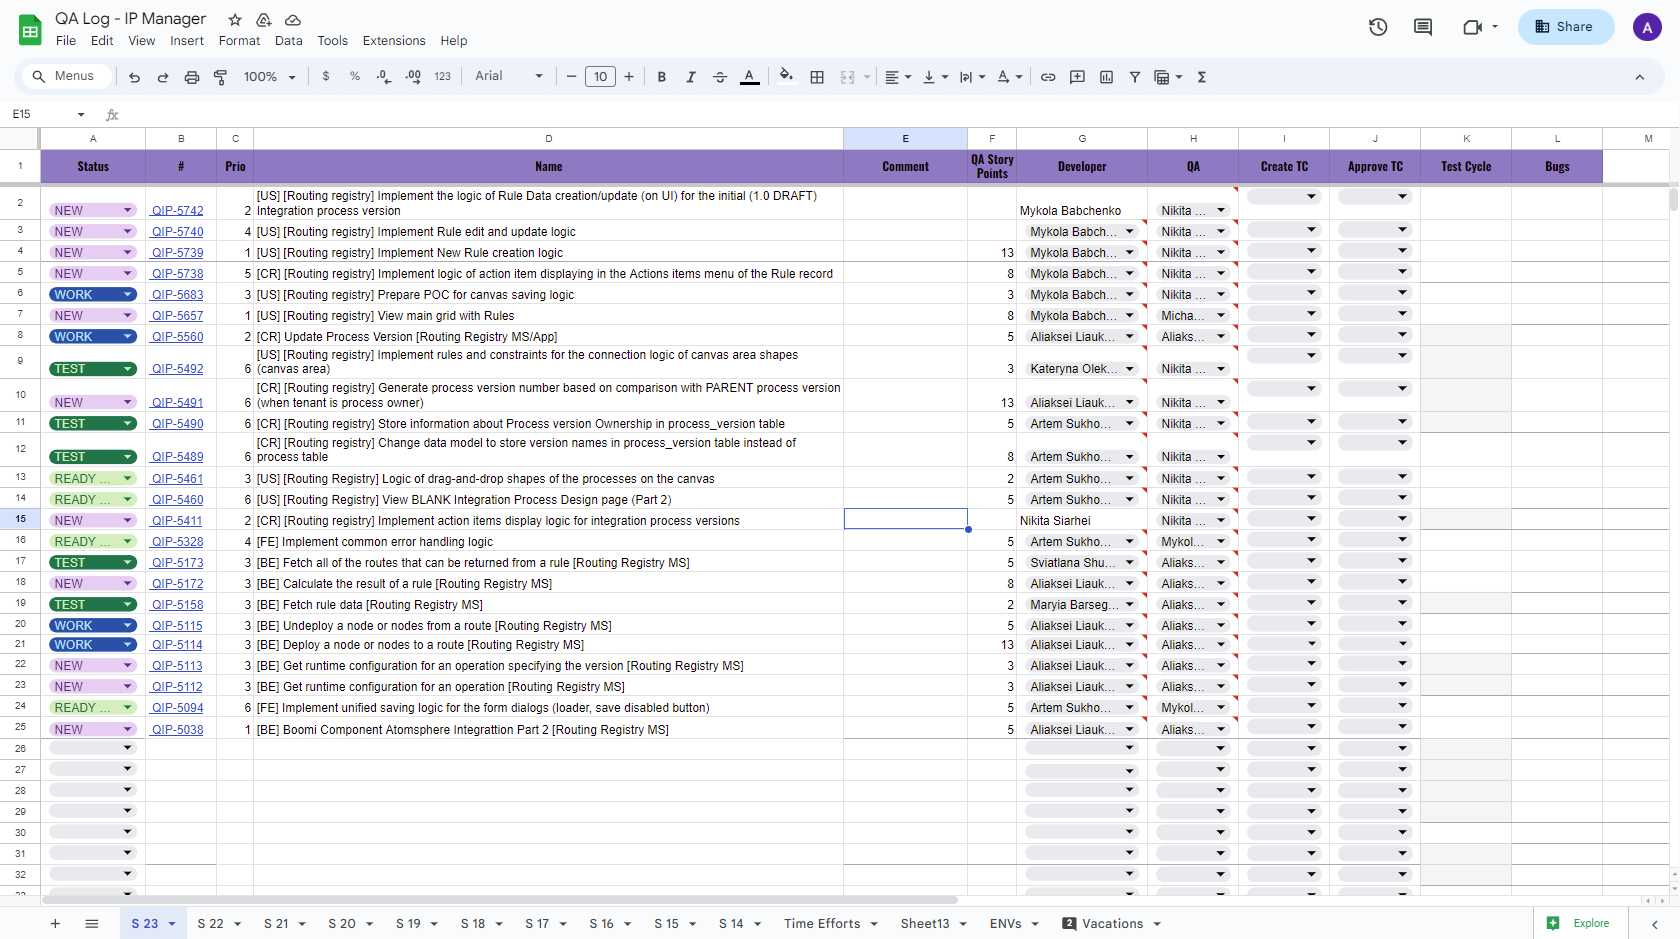 QA Log - IP Manager
File Edit View Insert Format Data Tools Extensions Help
Share
A
Menus 100% $ % .0 .00 123 Arial 10 B I S A Σ
E15 fx
A B C D E F G H I J K L M
1 Status # Prio Name Comment QA Story Points Developer QA Create TC Approve TC Test Cycle Bugs
2 NEW QIP-5742 2 [US] [Routing registry] Implement the logic of Rule Data creation/update (on UI) for the initial (1.0 DRAFT) Mykola Babchenko Nikita ...
Integration process version
3 NEW QIP-5740 4 [US] [Routing registry] Implement Rule edit and update logic Mykola Babch... Nikita ...
4 NEW QIP-5739 1 [US] [Routing registry] Implement New Rule creation logic 13 Mykola Babch... Nikita ...
5 NEW QIP-5738 5 [CR] [Routing registry] Implement logic of action item displaying in the Actions items menu of the Rule record 8 Mykola Babch... Nikita ...
6 WORK QIP-5683 3 [US] [Routing registry] Prepare POC for canvas saving logic 3 Mykola Babch... Nikita ...
7 NEW QIP-5657 1 [US] [Routing registry] View main grid with Rules 8 Mykola Babch... Micha...
8 WORK QIP-5560 2 [CR] Update Process Version [Routing Registry MS/App] 5 Aliaksei Liauk... Aliaks...
9 TEST QIP-5492 6 [US] [Routing registry] Implement rules and constraints for the connection logic of canvas area shapes 3 Kateryna Olek... Nikita ...
(canvas area)
10 NEW QIP-5491 6 [CR] [Routing registry] Generate process version number based on comparison with PARENT process version 13 Aliaksei Liauk... Nikita ...
(when tenant is process owner)
11 TEST QIP-5490 6 [CR] [Routing registry] Store information about Process version Ownership in process_version table 5 Artem Sukho... Nikita ...
12 TEST QIP-5489 6 [CR] [Routing registry] Change data model to store version names in process_version table instead of 8 Artem Sukho... Nikita ...
process table
13 READY ... QIP-5461 3 [US] [Routing Registry] Logic of drag-and-drop shapes of the processes on the canvas 2 Artem Sukho... Nikita ...
14 READY ... QIP-5460 6 [US] [Routing Registry] View BLANK Integration Process Design page (Part 2) 5 Artem Sukho... Nikita ...
15 NEW QIP-5411 2 [CR] [Routing registry] Implement action items display logic for integration process versions Nikita Siarhei Nikita ...
16 READY ... QIP-5328 4 [FE] Implement common error handling logic 5 Artem Sukho... Mykol...
17 TEST QIP-5173 3 [BE] Fetch all of the routes that can be returned from a rule [Routing Registry MS] 5 Sviatlana Shu... Aliaks...
18 NEW QIP-5172 3 [BE] Calculate the result of a rule [Routing Registry MS] 8 Aliaksei Liauk... Aliaks...
19 TEST QIP-5158 3 [BE] Fetch rule data [Routing Registry MS] 2 Maryia Barseg... Aliaks...
20 WORK QIP-5115 3 [BE] Undeploy a node or nodes from a route [Routing Registry MS] 5 Aliaksei Liauk... Aliaks...
21 WORK QIP-5114 3 [BE] Deploy a node or nodes to a route [Routing Registry MS] 13 Aliaksei Liauk... Aliaks...
22 NEW QIP-5113 3 [BE] Get runtime configuration for an operation specifying the version [Routing Registry MS] 3 Aliaksei Liauk... Aliaks...
23 NEW QIP-5112 3 [BE] Get runtime configuration for an operation [Routing Registry MS] 3 Aliaksei Liauk... Aliaks...
24 READY ... QIP-5094 6 [FE] Implement unified saving logic for the form dialogs (loader, save disabled button) 5 Artem Sukho... Mykol...
25 NEW QIP-5038 1 [BE] Boomi Component Atomsphere Integrattion Part 2 [Routing Registry MS] 5 Aliaksei Liauk... Aliaks...
26
27
28
29
30
31
32
33
S 23 S 22 S 21 S 20 S 19 S 18 S 17 S 16 S 15 S 14 Time Efforts Sheet13 ENVs 2 Vacations Explore